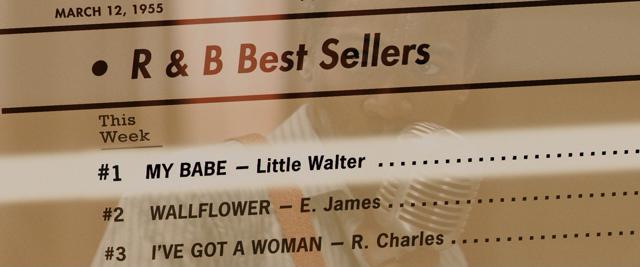 MARCH 12, 1955
• R & B Best Sellers
This
Week
#1 MY BABE – Little Walter ....................
#2 WALLFLOWER – E. James ....................
#3 I'VE GOT A WOMAN – R. Charles ...............